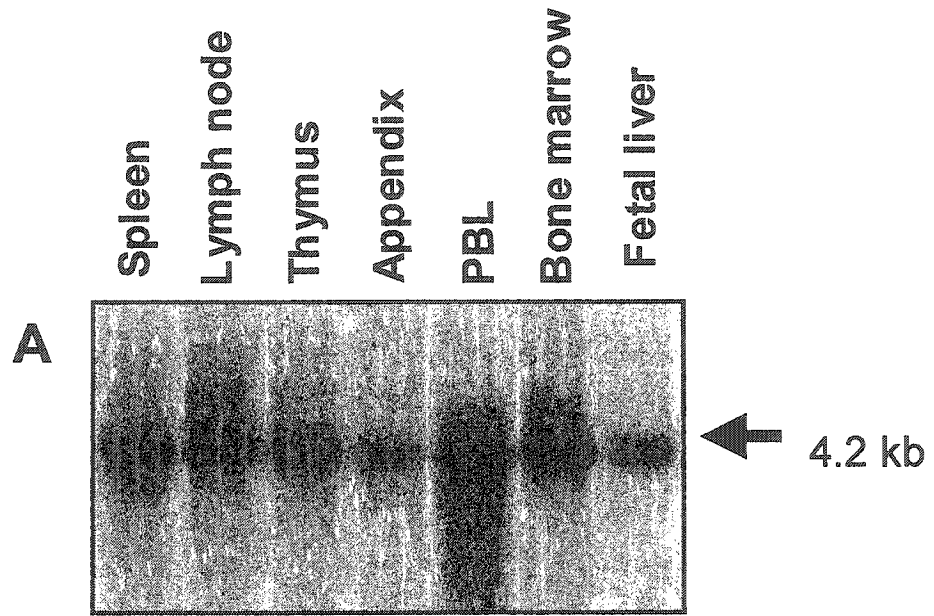 Spleen
Lymph node
Thymus
Appendix
PBL
Bone marrow
Fetal liver
A
4.2 kb